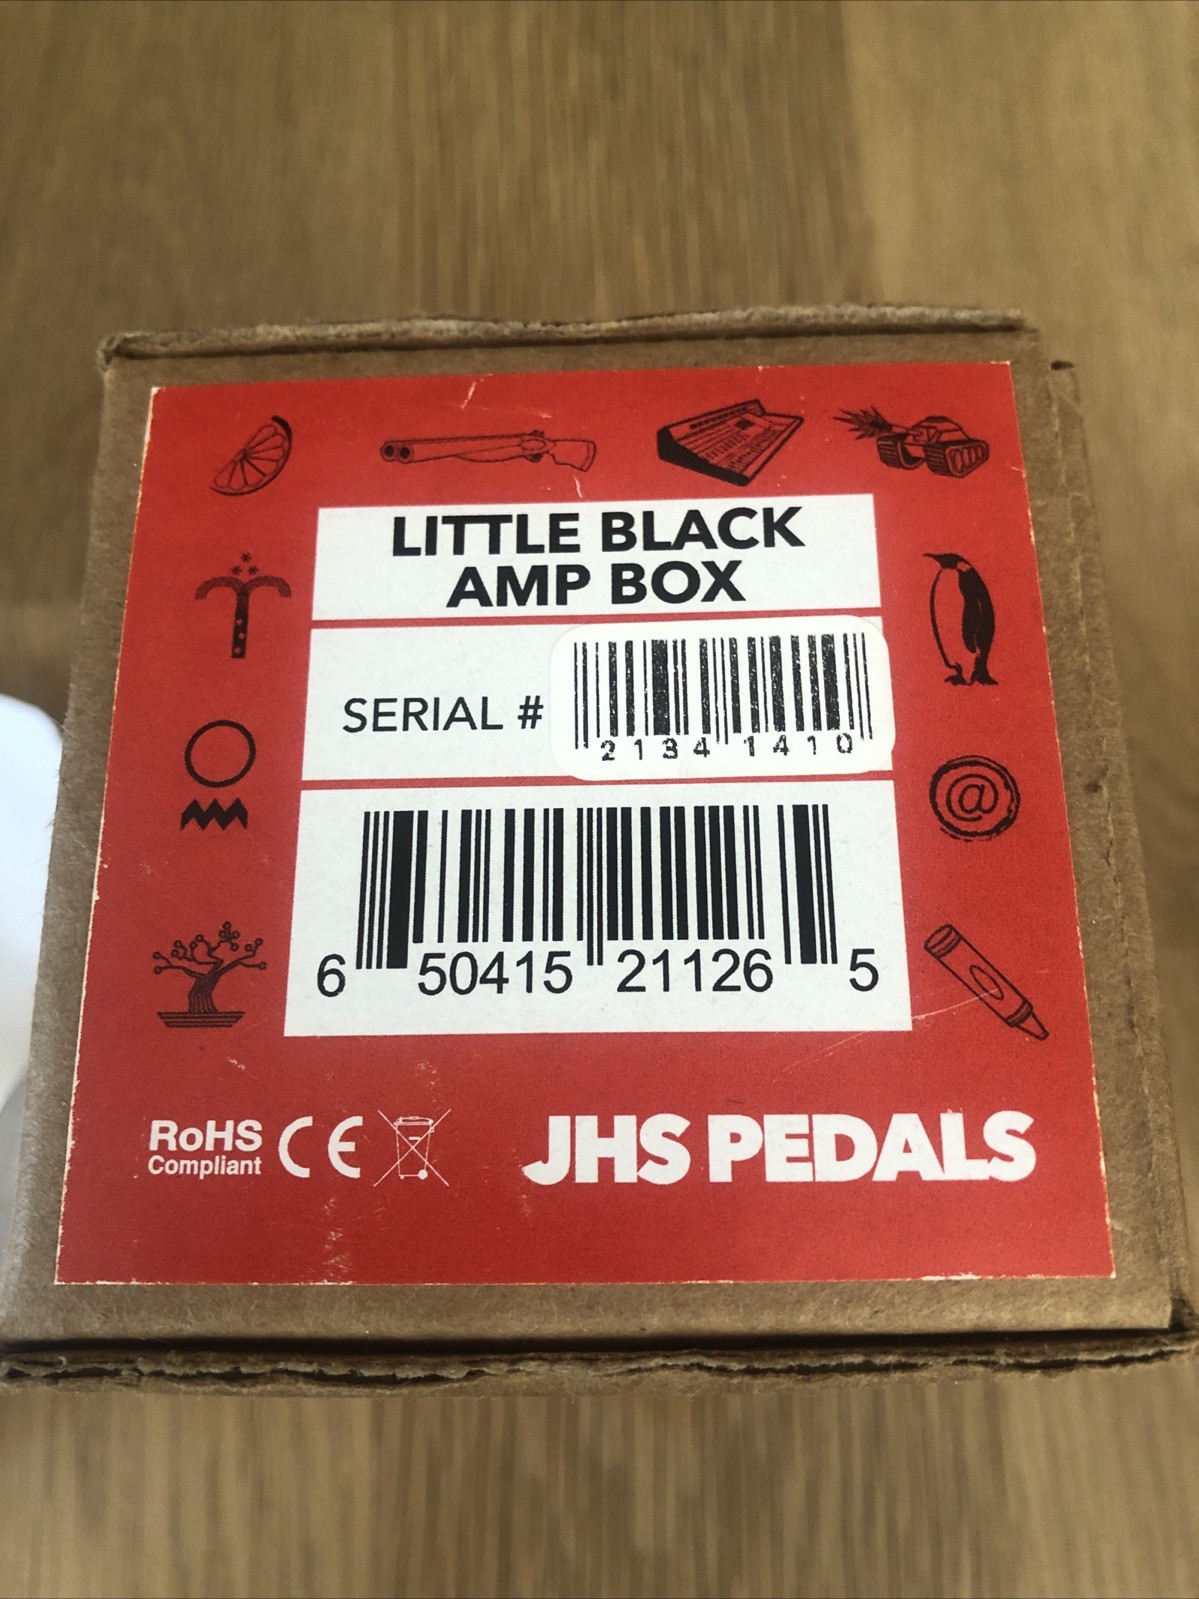 LITTLE BLACK
AMP BOX
SERIAL #
2134 1410
6 50415 21126 5
@
RoHS
Compliant
CE
JHS PEDALS